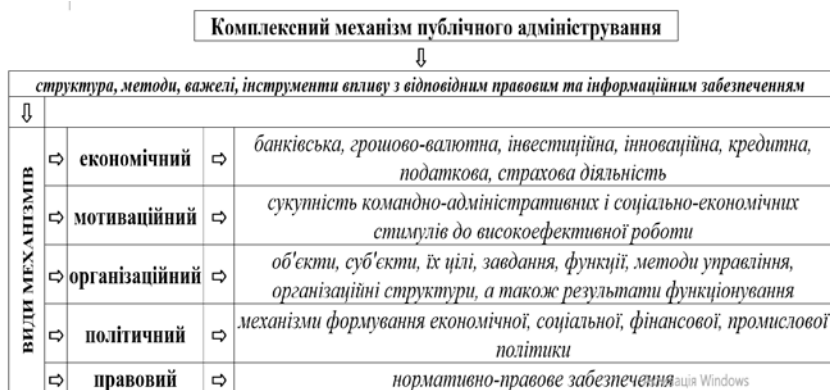 Комплексний механізм публічного адміністрування
структура, методи, важелі, інструменти впливу з відповідним правовим та інформаційним забезпеченням
ВИДИ МЕХАНІЗМІВ
економічний
банківська, грошово-валютна, інвестиційна, інноваційна, кредитна,
податкова, страхова діяльність
мотиваційний
сукупність командно-адміністративних і соціально-економічних
стимулів до високоефективної роботи
організаційний
об'єкти, суб'єкти, їх цілі, завдання, функції, методи управління,
організаційні структури, а також результати функціонування
політичний
механізми формування економічної, соціальної, фінансової, промислової
політики
правовий
нормативно-правове забезпечення
Windows